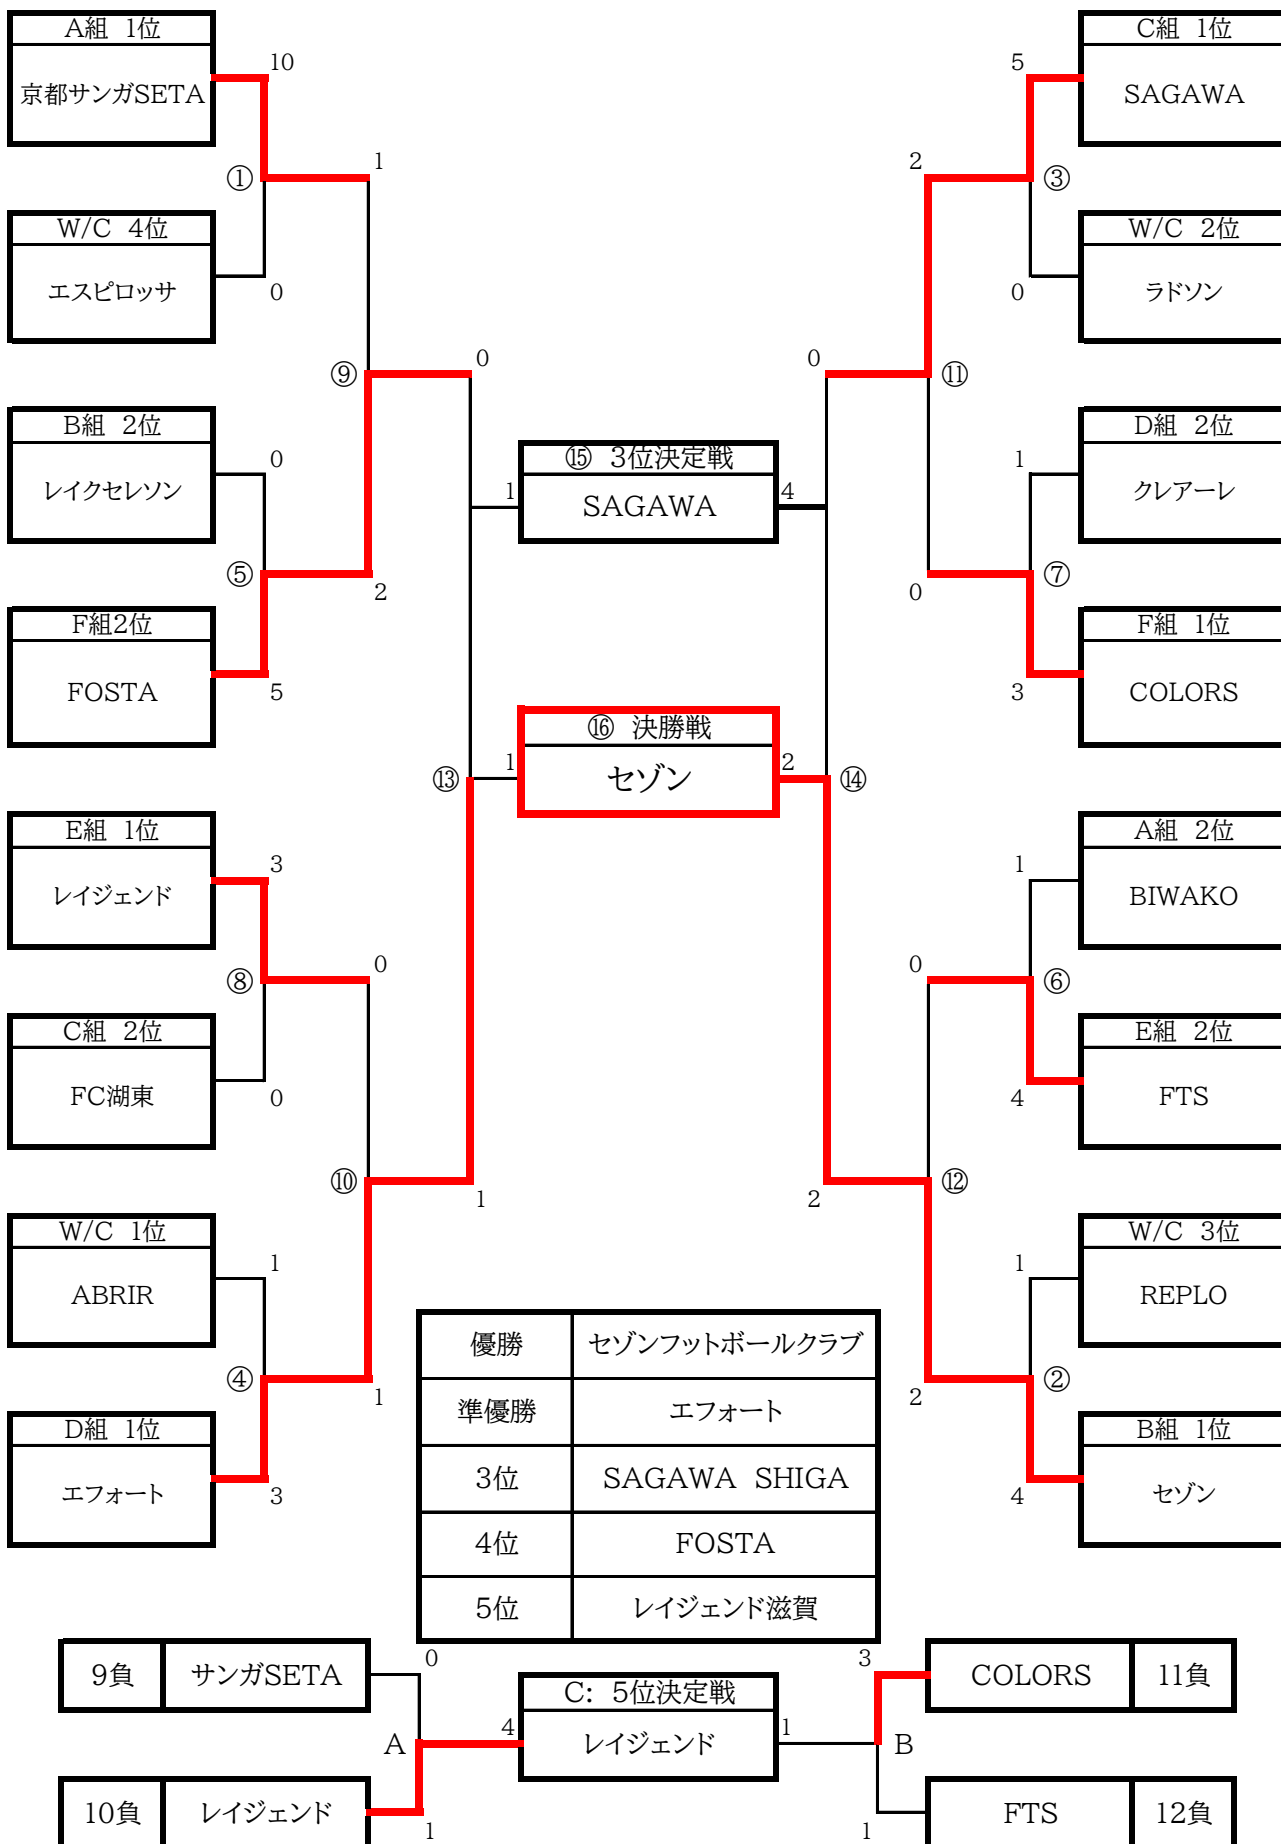 A組 1位
京都サンガSETA
10
①
1
W/C 4位
エスピロッサ
0
⑨
0
B組 2位
レイクセレソン
0
⑤
2
F組2位
FOSTA
5
E組 1位
レイジェンド
3
⑧
0
C組 2位
FC湖東
0
⑩
1
W/C 1位
ABRIR
1
④
1
D組 1位
エフォート
3
⑬
1
⑮ 3位決定戦
SAGAWA
1
4
⑯ 決勝戦
セゾン
2
⑭
C組 1位
SAGAWA
5
2
③
W/C 2位
ラドソン
0
0
⑪
D組 2位
クレアーレ
1
0
⑦
F組 1位
COLORS
3
A組 2位
BIWAKO
1
0
⑥
E組 2位
FTS
4
2
⑫
W/C 3位
REPLO
1
2
②
B組 1位
セゾン
4
優勝 セゾンフットボールクラブ
準優勝 エフォート
3位 SAGAWA SHIGA
4位 FOSTA
5位 レイジェンド滋賀
9負 サンガSETA
0
A
10負 レイジェンド
1
4
C: 5位決定戦
レイジェンド
1
3
COLORS 11負
B
1
FTS 12負